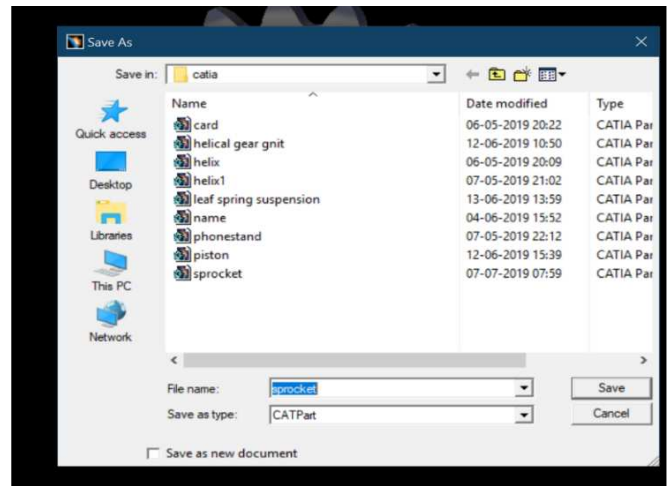 Save As
Save in: catia
Name Date modified Type
card 06-05-2019 20:22 CATIA Par
helical gear gnit 12-06-2019 10:50 CATIA Par
helix 06-05-2019 20:09 CATIA Par
helix1 07-05-2019 21:02 CATIA Par
leaf spring suspension 13-06-2019 13:59 CATIA Par
name 04-06-2019 15:52 CATIA Par
phonestand 07-05-2019 22:12 CATIA Par
piston 12-06-2019 15:39 CATIA Par
sprocket 07-07-2019 07:59 CATIA Par
Quick access
Desktop
Libraries
This PC
Network
File name: sprocket Save
Save as type: CATPart Cancel
Save as new document